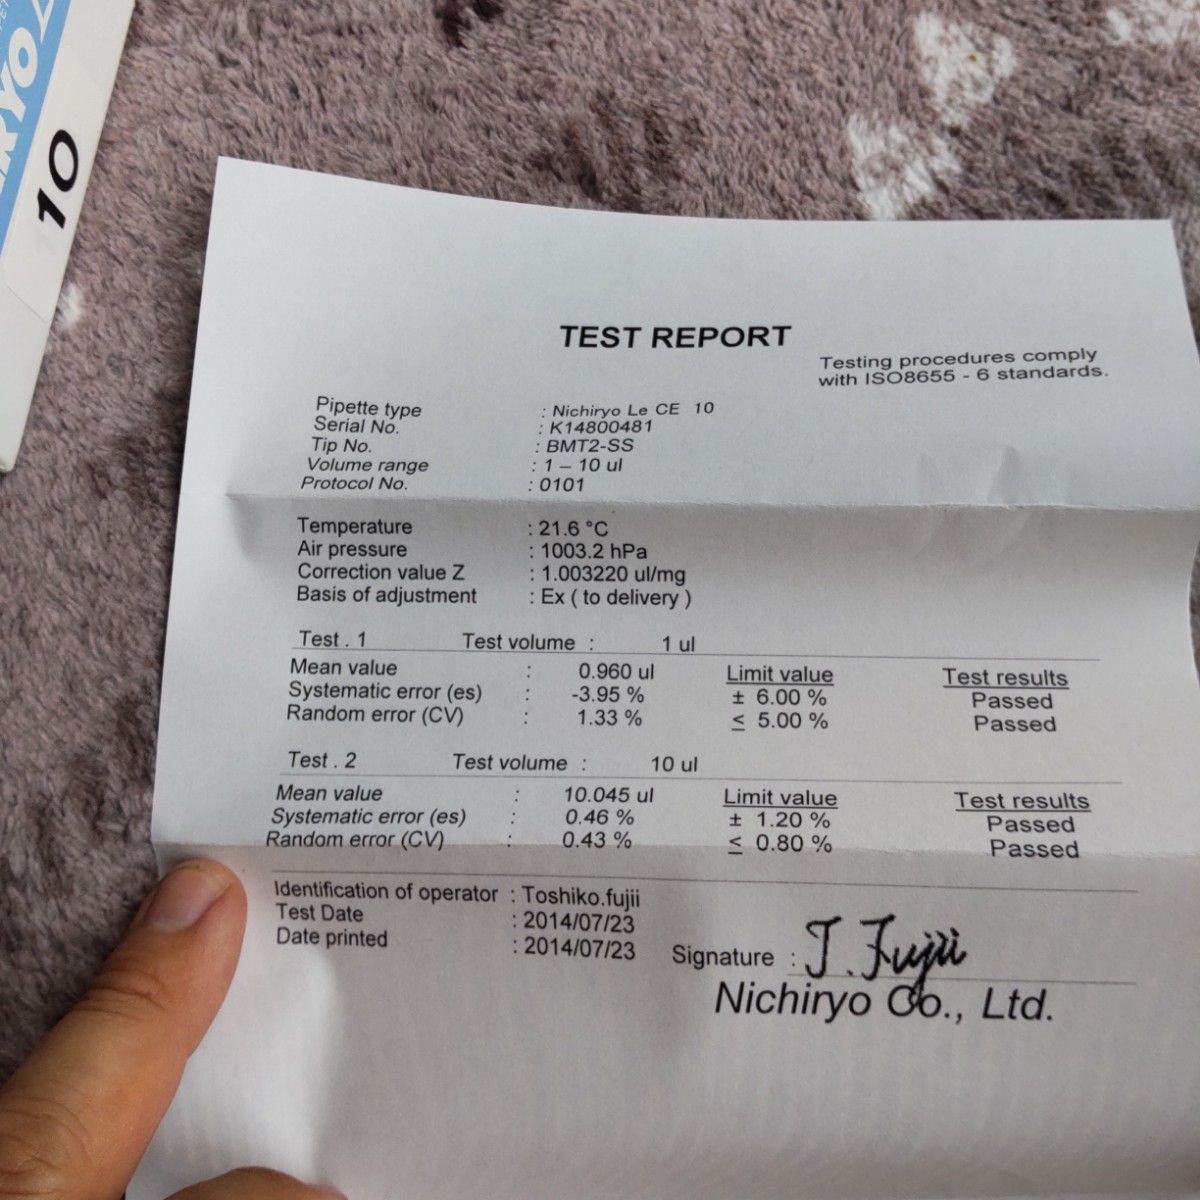 RYO
10
TEST REPORT
Testing procedures comply
with ISO8655 - 6 standards.
Pipette type : Nichiryo Le CE 10
Serial No. : K14800481
Tip No. : BMT2-SS
Volume range : 1 – 10 ul
Protocol No. : 0101
Temperature : 21.6 °C
Air pressure : 1003.2 hPa
Correction value Z : 1.003220 ul/mg
Basis of adjustment : Ex ( to delivery )
Test . 1 Test volume : 1 ul
Mean value : 0.960 ul Limit value Test results
Systematic error (es) : -3.95 % ± 6.00 % Passed
Random error (CV) : 1.33 % ≤ 5.00 % Passed
Test . 2 Test volume : 10 ul
Mean value : 10.045 ul Limit value Test results
Systematic error (es) : 0.46 % ± 1.20 % Passed
Random error (CV) : 0.43 % ≤ 0.80 % Passed
Identification of operator : Toshiko.fujii
Test Date : 2014/07/23
Date printed : 2014/07/23
Signature : T. Fujii
Nichiryo Co., Ltd.